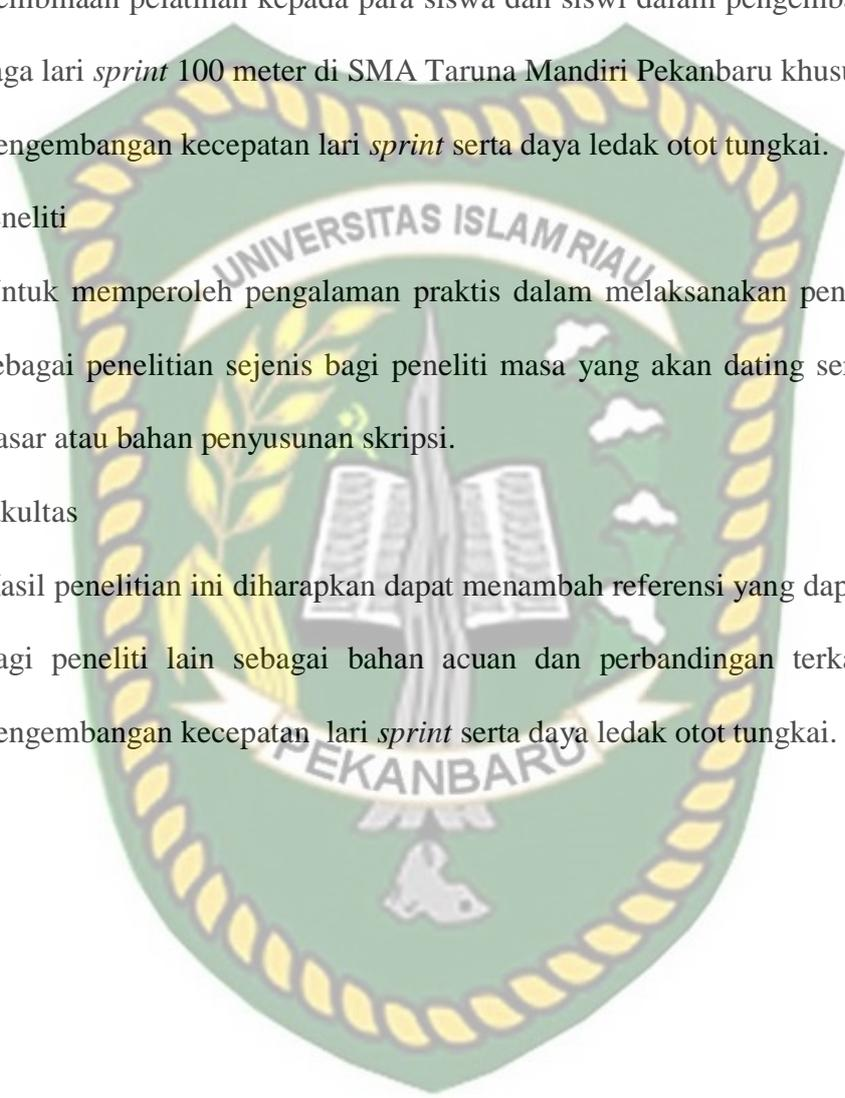 embinaan pelatihan kepada para siswa dan siswi dalam pengemba
aga lari sprint 100 meter di SMA Taruna Mandiri Pekanbaru khusu
engembangan kecepatan lari sprint serta daya ledak otot tungkai.
neliti
ntuk memperoleh pengalaman praktis dalam melaksanakan pen
ebagai penelitian sejenis bagi peneliti masa yang akan dating se
asar atau bahan penyusunan skripsi.
kultas
asil penelitian ini diharapkan dapat menambah referensi yang dap
agi peneliti lain sebagai bahan acuan dan perbandingan terka
engembangan kecepatan lari sprint serta daya ledak otot tungkai.
UNIVERSITAS ISLAM RIAU
PEKANBARU